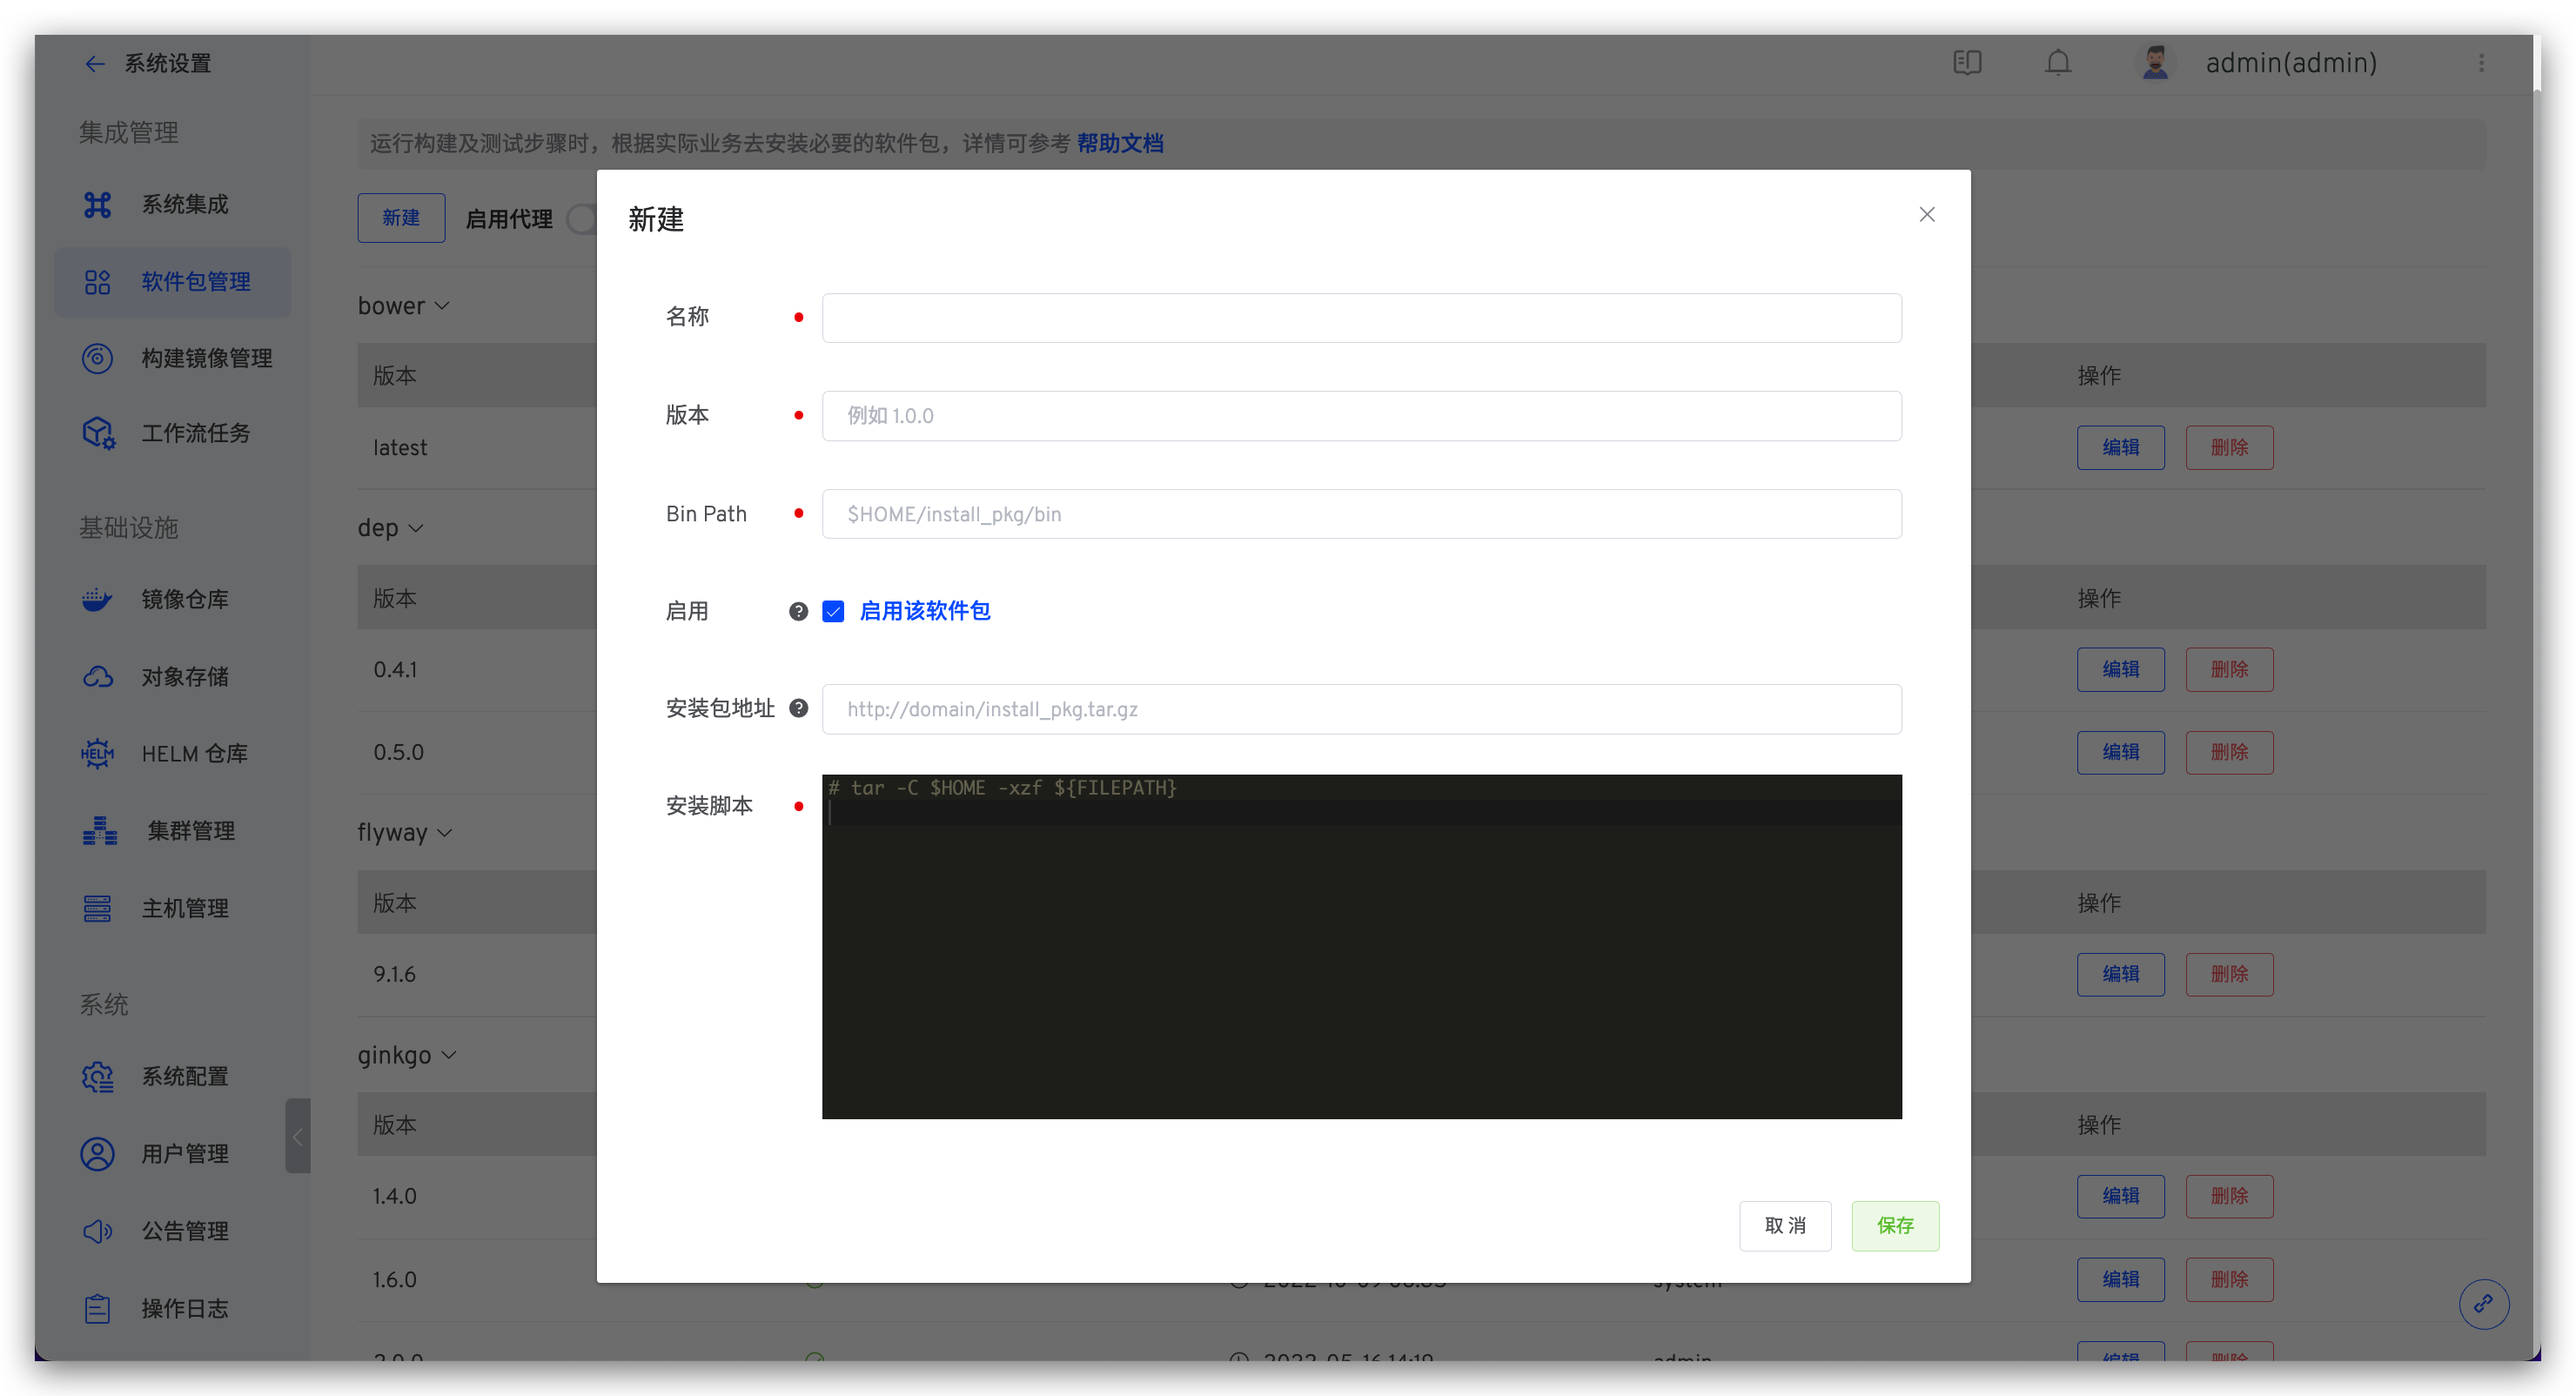 系统设置
admin(admin)
集成管理
系统集成
软件包管理
构建镜像管理
工作流任务
基础设施
镜像仓库
对象存储
HELM
HELM 仓库
集群管理
主机管理
系统
系统配置
用户管理
公告管理
操作日志
运行构建及测试步骤时，根据实际业务去安装必要的软件包，详情可参考 帮助文档
新建
启用代理
bower
版本
操作
latest
编辑 删除
dep
版本
操作
0.4.1
编辑 删除
0.5.0
编辑 删除
flyway
版本
操作
9.1.6
编辑 删除
ginkgo
版本
操作
1.4.0
编辑 删除
1.6.0
system
编辑 删除
编辑 删除
新建
名称
版本
例如 1.0.0
Bin Path
$HOME/install_pkg/bin
启用
启用该软件包
安装包地址
http://domain/install_pkg.tar.gz
安装脚本
# tar -C $HOME -xzf ${FILEPATH}
取 消
保存